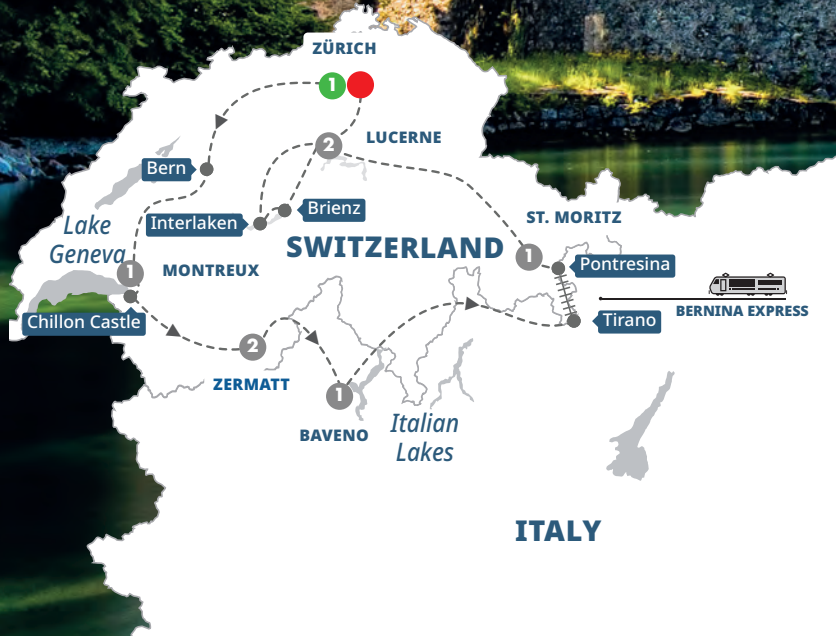 ZÜRICH
1
2
LUCERNE
Bern
Brienz
Interlaken
Lake
Geneva
ST. MORITZ
SWITZERLAND
1
Pontresina
1
MONTREUX
BERNINA EXPRESS
Chillon Castle
Tirano
2
ZERMATT
1
BAVENO
Italian
Lakes
ITALY